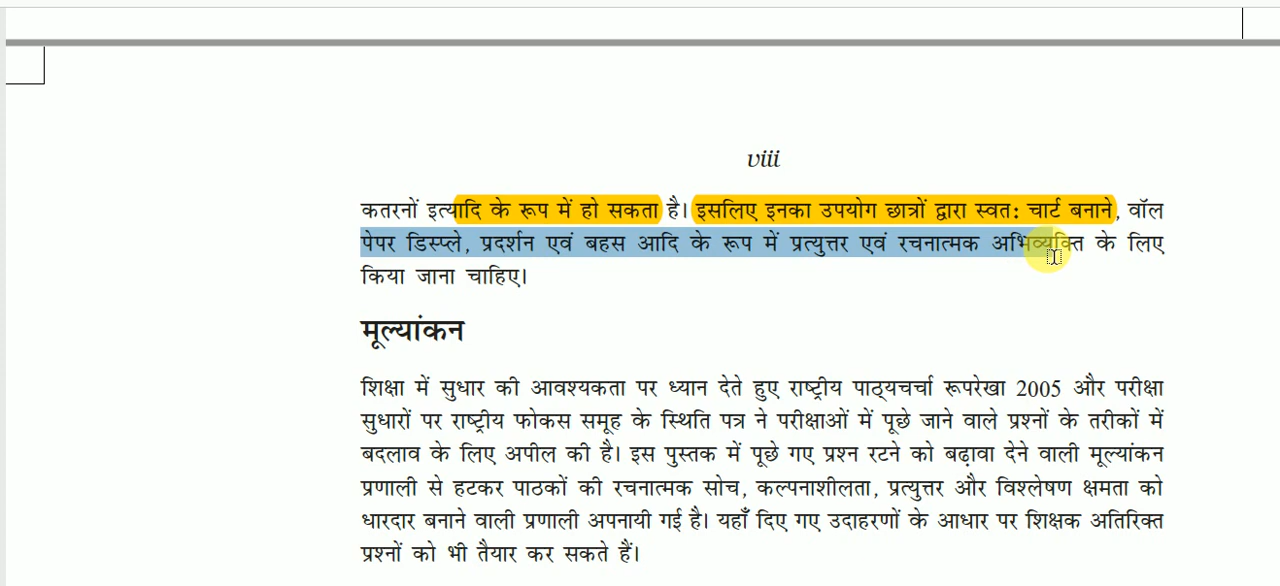 viii
कतरनों इत्यादि के रूप में हो सकता है। इसलिए इनका उपयोग छात्रों द्वारा स्वतः चार्ट बनाने, वॉल
पेपर डिस्प्ले, प्रदर्शन एवं बहस आदि के रूप में प्रत्युत्तर एवं रचनात्मक अभिव्यक्ति के लिए
किया जाना चाहिए।
मूल्यांकन
शिक्षा में सुधार की आवश्यकता पर ध्यान देते हुए राष्ट्रीय पाठ्यचर्चा रूपरेखा 2005 और परीक्षा
सुधारों पर राष्ट्रीय फोकस समूह के स्थिति पत्र ने परीक्षाओं में पूछे जाने वाले प्रश्नों के तरीकों में
बदलाव के लिए अपील की है। इस पुस्तक में पूछे गए प्रश्न रटने को बढ़ावा देने वाली मूल्यांकन
प्रणाली से हटकर पाठकों की रचनात्मक सोच, कल्पनाशीलता, प्रत्युत्तर और विश्लेषण क्षमता को
धारदार बनाने वाली प्रणाली अपनायी गई है। यहाँ दिए गए उदाहरणों के आधार पर शिक्षक अतिरिक्त
प्रश्नों को भी तैयार कर सकते हैं।